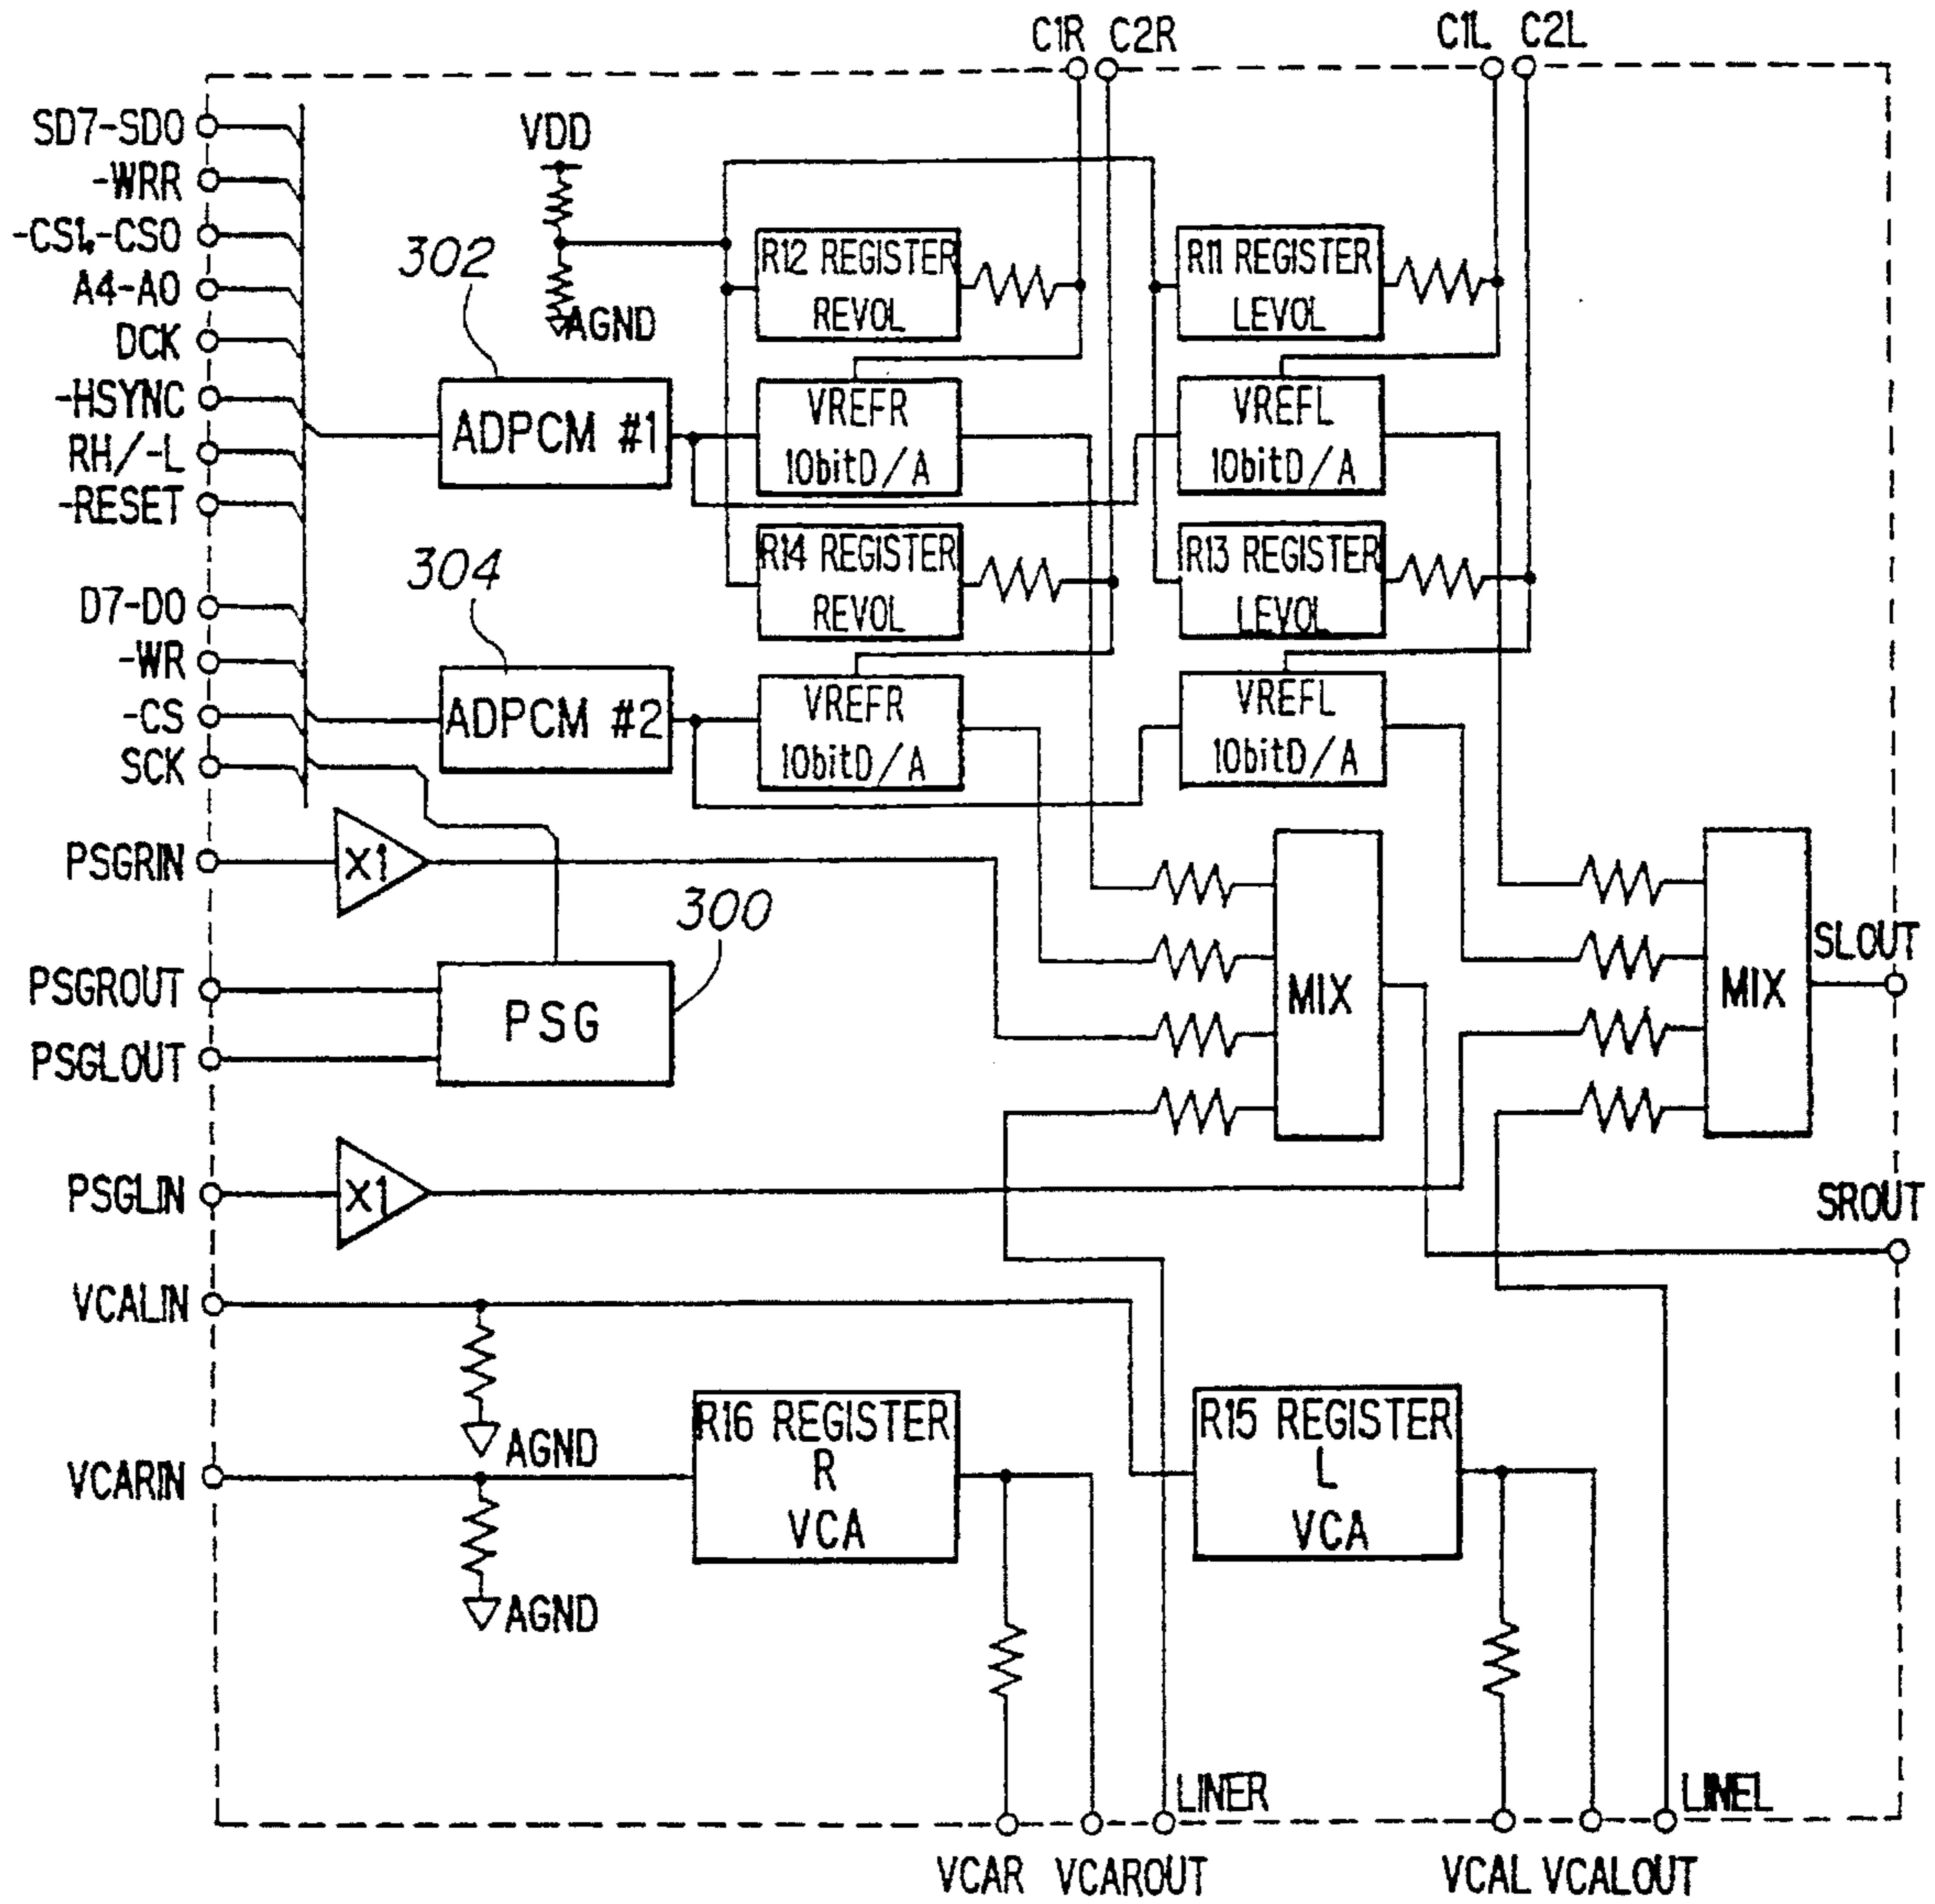 C1R C2R C1L C2L
SD7-SD0
-WRR
-CS1,-CS0
A4-A0
DCK
-HSYNC
RH/-L
-RESET
D7-D0
-WR
-CS
SCK
PSGRIN
PSGROUT
PSGLOUT
PSGLIN
VCALIN
VCARIN
VDD
AGND
302
ADPCM #1
304
ADPCM #2
R12 REGISTER
REVOL
R11 REGISTER
LEVOL
VREFR
10bitD/A
VREFL
10bitD/A
R14 REGISTER
REVOL
R13 REGISTER
LEVOL
VREFR
10bitD/A
VREFL
10bitD/A
X1
300
PSG
X1
MIX
MIX
SLOUT
SROUT
AGND
AGND
R16 REGISTER
R
VCA
R15 REGISTER
L
VCA
LINER
LINEL
VCAR VCAROUT
VCAL VCALOUT